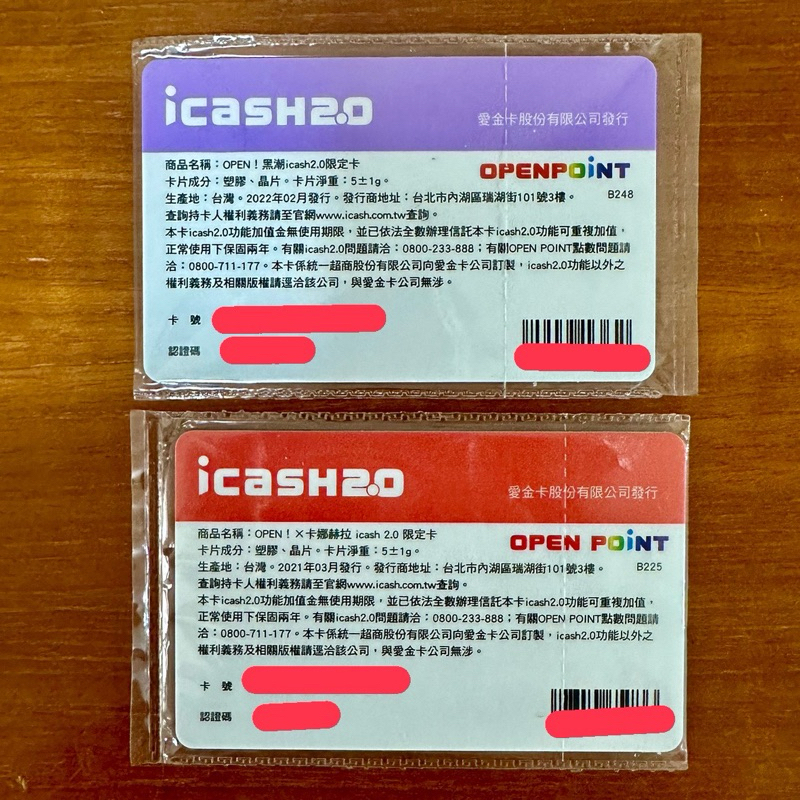 icash2.0
愛金卡股份有限公司發行
商品名稱：OPEN！黑潮icash2.0限定卡
OPENPOINT
卡片成分：塑膠、晶片。卡片淨重：5±1g。
生產地：台灣。2022年02月發行。發行商地址：台北市內湖區瑞湖街101號3樓。
B248
查詢持卡人權利義務請至官網www.icash.com.tw查詢。
本卡icash2.0功能加值金無使用期限，並已依法全數辦理信託本卡icash2.0功能可重複加值，
正常使用下保固兩年。有關icash2.0問題請洽：0800-233-888；有關OPEN POINT點數問題請
洽：0800-711-177。本卡係統一超商股份有限公司向愛金卡公司訂製，icash2.0功能以外之
權利義務及相關版權請逕洽該公司，與愛金卡公司無涉。
卡 號
認證碼
icash2.0
愛金卡股份有限公司發行
商品名稱：OPEN！×卡娜赫拉 icash 2.0 限定卡
OPEN POINT
卡片成分：塑膠、晶片。卡片淨重：5±1g。
生產地：台灣。2021年03月發行。發行商地址：台北市內湖區瑞湖街101號3樓。
B225
查詢持卡人權利義務請至官網www.icash.com.tw查詢。
本卡icash2.0功能加值金無使用期限，並已依法全數辦理信託本卡icash2.0功能可重複加值，
正常使用下保固兩年。有關icash2.0問題請洽：0800-233-888；有關OPEN POINT點數問題請
洽：0800-711-177。本卡係統一超商股份有限公司向愛金卡公司訂製，icash2.0功能以外之
權利義務及相關版權請逕洽該公司，與愛金卡公司無涉。
卡 號
認證碼